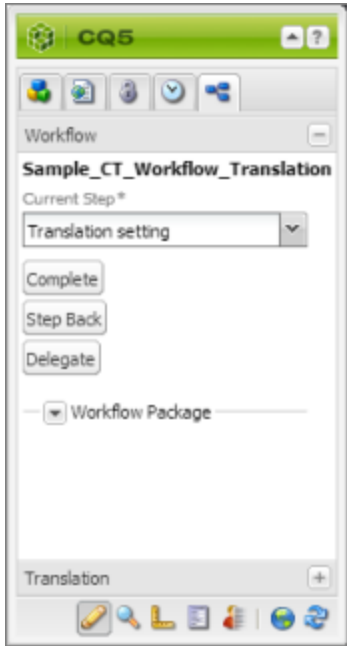 CQ5
?
Workflow
Sample_CT_Workflow_Translation
Current Step*
Translation setting
Complete
Step Back
Delegate
Workflow Package
Translation